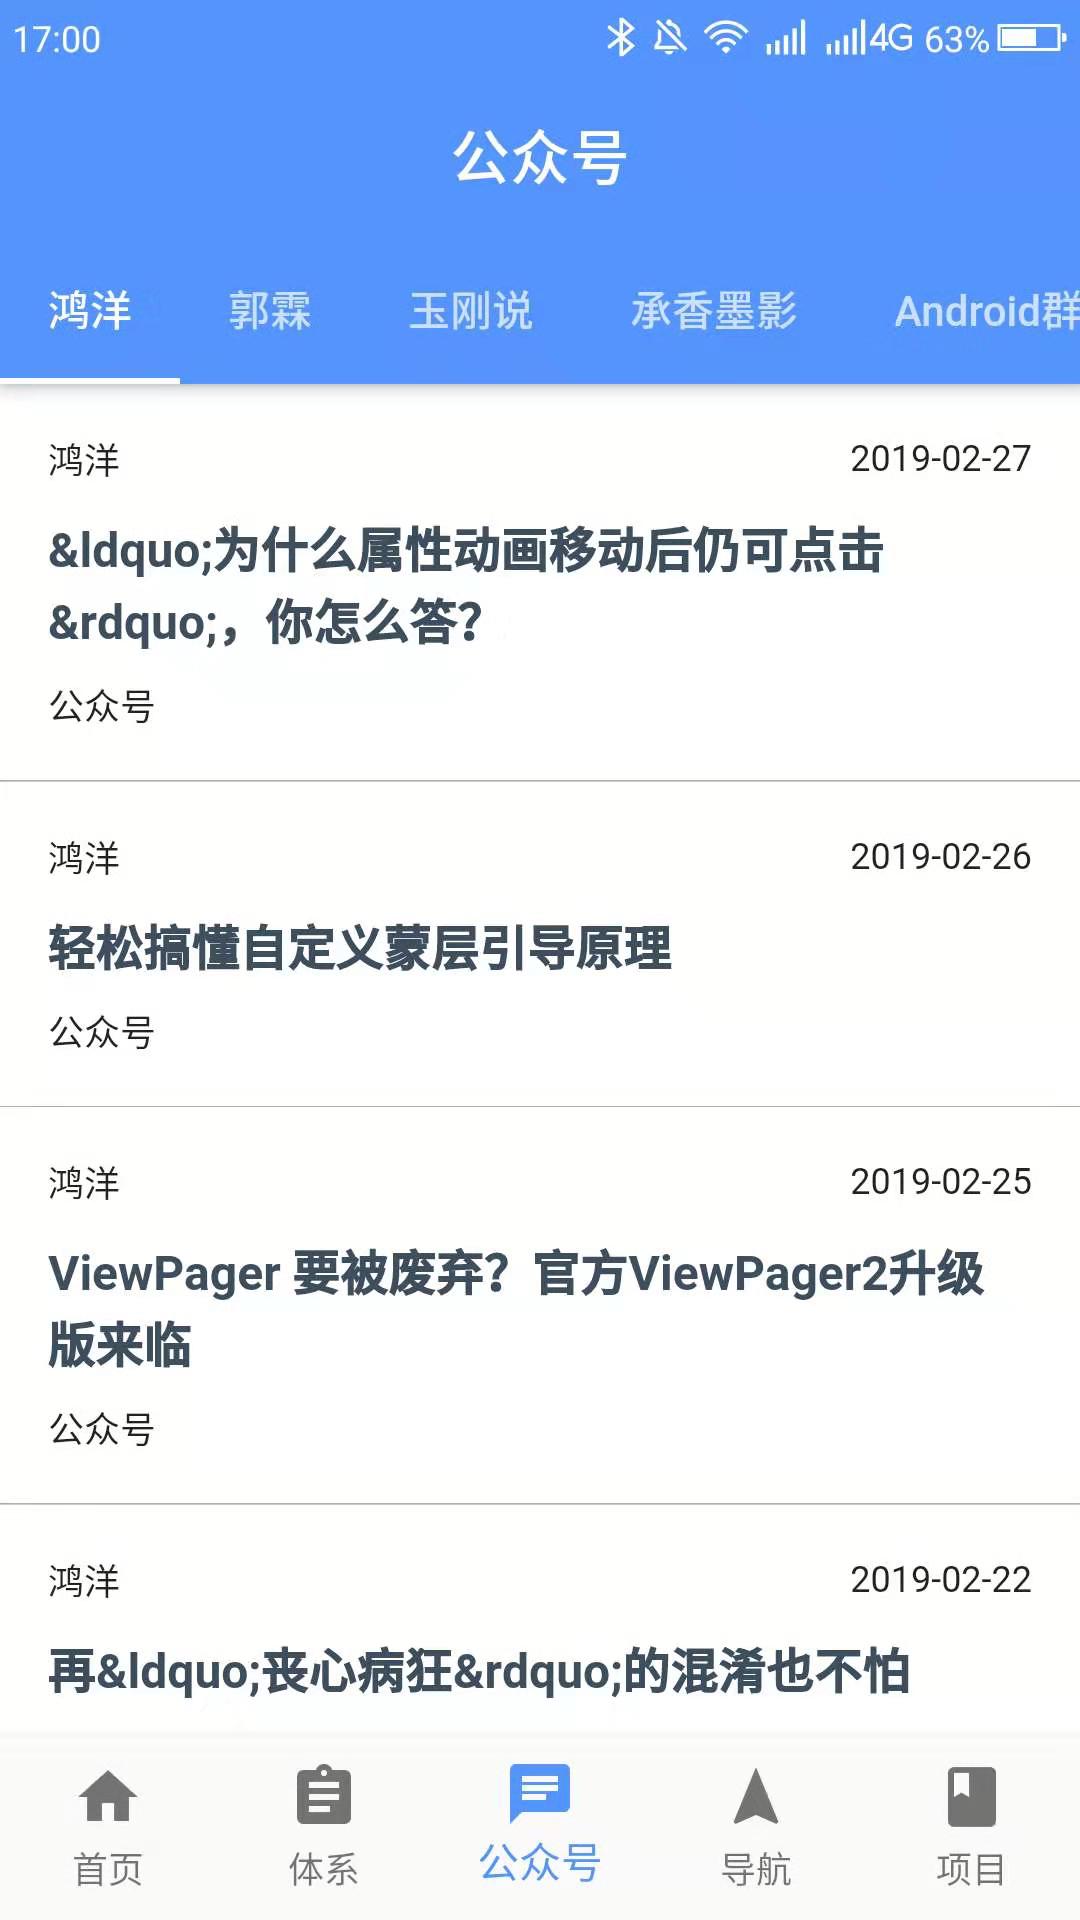 17:00 4G 63%
公众号
鸿洋 郭霖 玉刚说 承香墨影 Android群
鸿洋 2019-02-27
&ldquo;为什么属性动画移动后仍可点击
&rdquo;，你怎么答？
公众号
鸿洋 2019-02-26
轻松搞懂自定义蒙层引导原理
公众号
鸿洋 2019-02-25
ViewPager 要被废弃？官方ViewPager2升级
版来临
公众号
鸿洋 2019-02-22
再&ldquo;丧心病狂&rdquo;的混淆也不怕
首页 体系 公众号 导航 项目